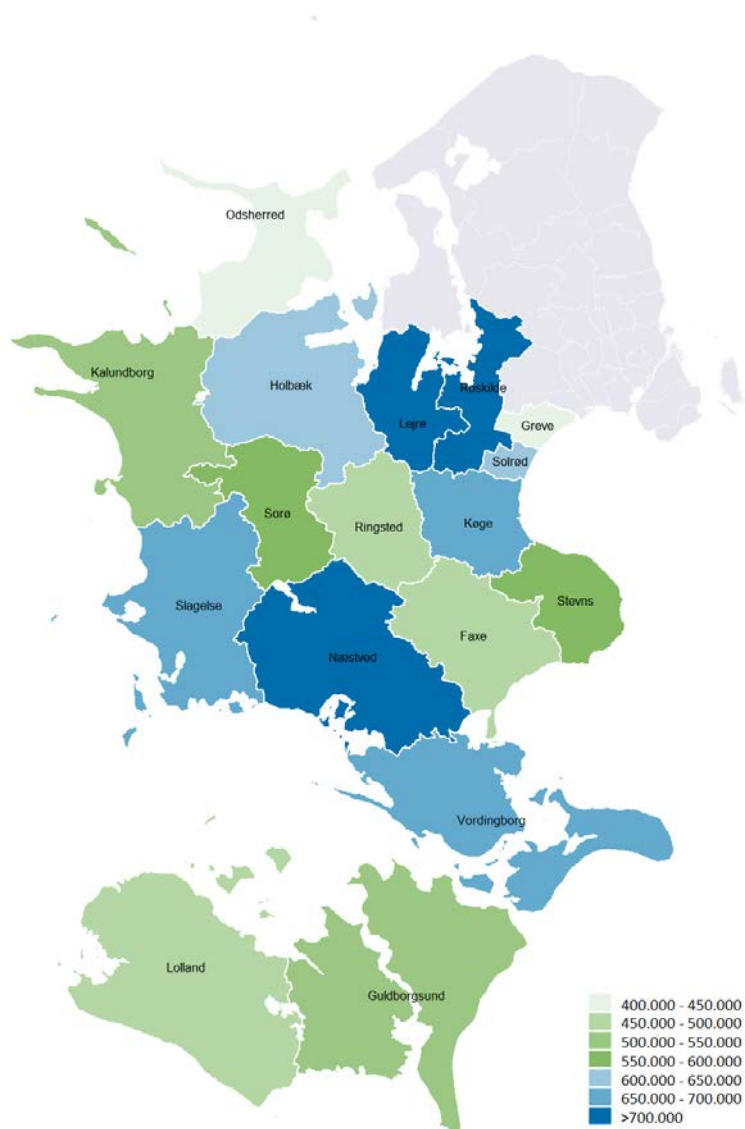 Odsherred
Kalundborg
Holbæk
Roskilde
Lejre
Greve
Solrød
Sorø
Ringsted
Køge
Slagelse
Stevns
Faxe
Næstved
Vordingborg
Lolland
Guldborgsund
400.000 - 450.000
450.000 - 500.000
500.000 - 550.000
550.000 - 600.000
600.000 - 650.000
650.000 - 700.000
>700.000